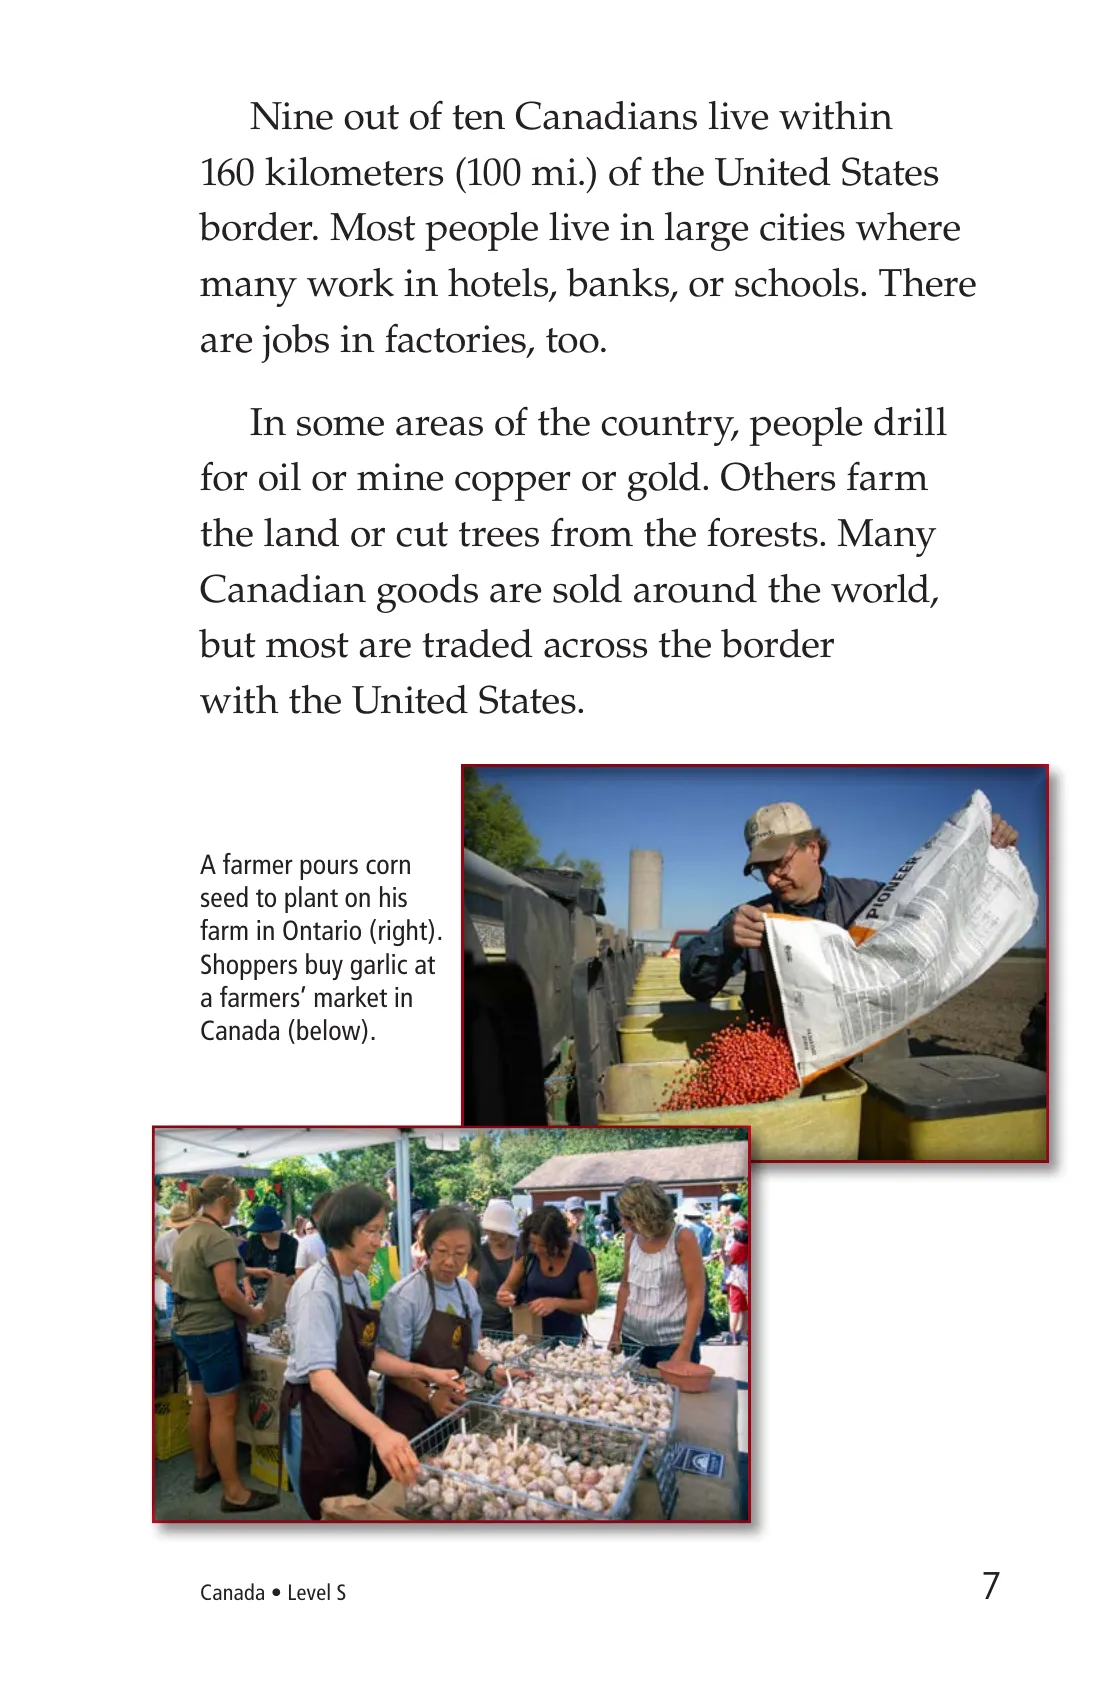 Nine out of ten Canadians live within
160 kilometers (100 mi.) of the United States
border. Most people live in large cities where
many work in hotels, banks, or schools. There
are jobs in factories, too.
In some areas of the country, people drill
for oil or mine copper or gold. Others farm
the land or cut trees from the forests. Many
Canadian goods are sold around the world,
but most are traded across the border
with the United States.
A farmer pours corn
seed to plant on his
farm in Ontario (right).
Shoppers buy garlic at
a farmers’ market in
Canada (below).
PIONEER
Canada • Level S
7